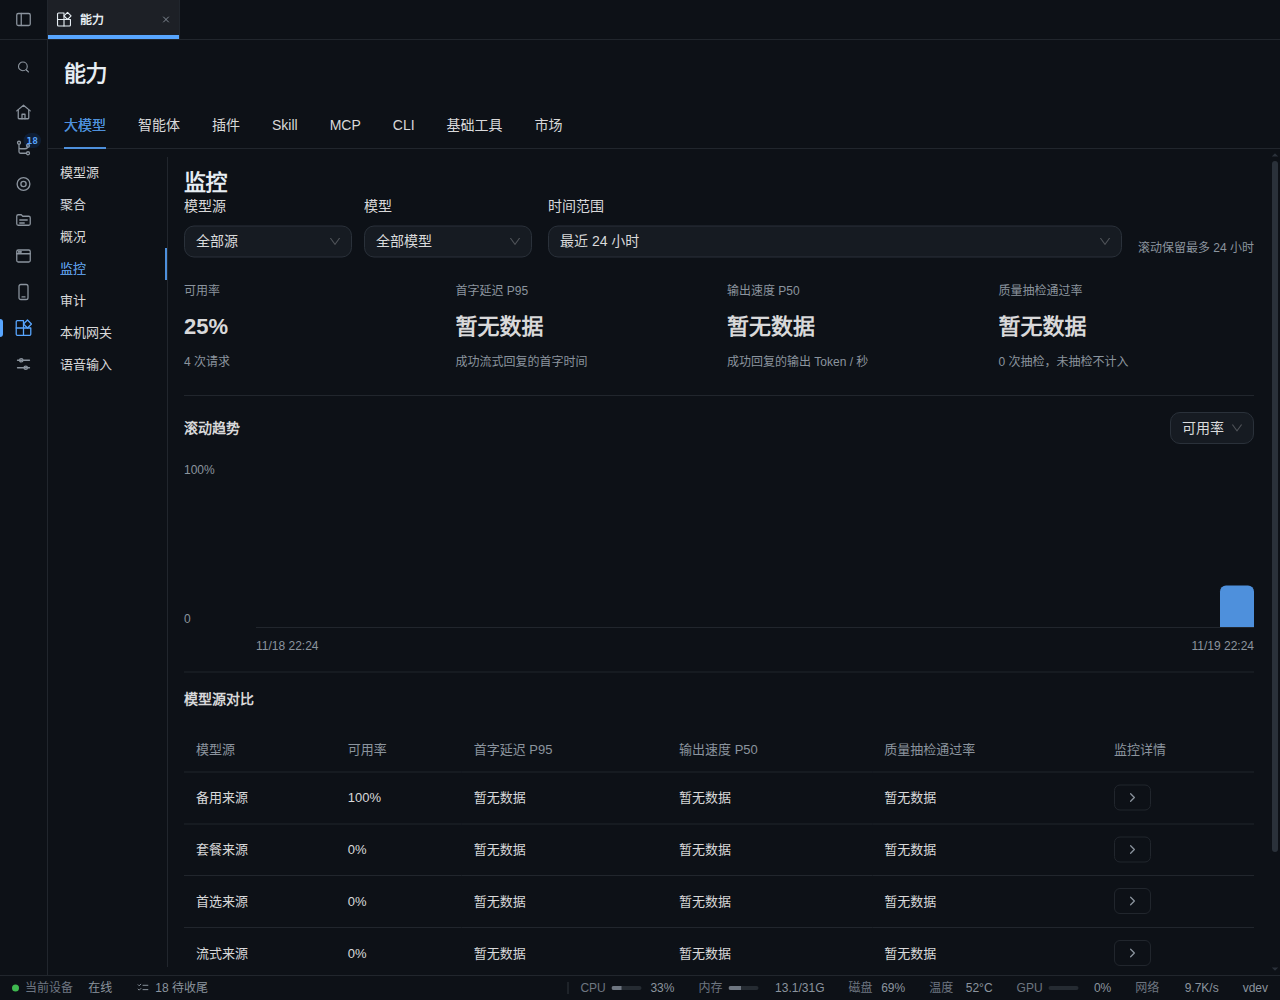 能力
能力
大模型 智能体 插件 Skill MCP CLI 基础工具 市场
18
模型源
聚合
概况
监控
审计
本机网关
语音输入
监控
模型源 模型 时间范围
全部源 全部模型 最近 24 小时 滚动保留最多 24 小时
可用率 首字延迟 P95 输出速度 P50 质量抽检通过率
25% 暂无数据 暂无数据 暂无数据
4 次请求 成功流式回复的首字时间 成功回复的输出 Token / 秒 0 次抽检，未抽检不计入
滚动趋势 可用率
100%
0
11/18 22:24 11/19 22:24
模型源对比
模型源 可用率 首字延迟 P95 输出速度 P50 质量抽检通过率 监控详情
备用来源 100% 暂无数据 暂无数据 暂无数据
套餐来源 0% 暂无数据 暂无数据 暂无数据
首选来源 0% 暂无数据 暂无数据 暂无数据
流式来源 0% 暂无数据 暂无数据 暂无数据
当前设备 在线 18 待收尾 CPU 33% 内存 13.1/31G 磁盘 69% 温度 52°C GPU 0% 网络 9.7K/s vdev